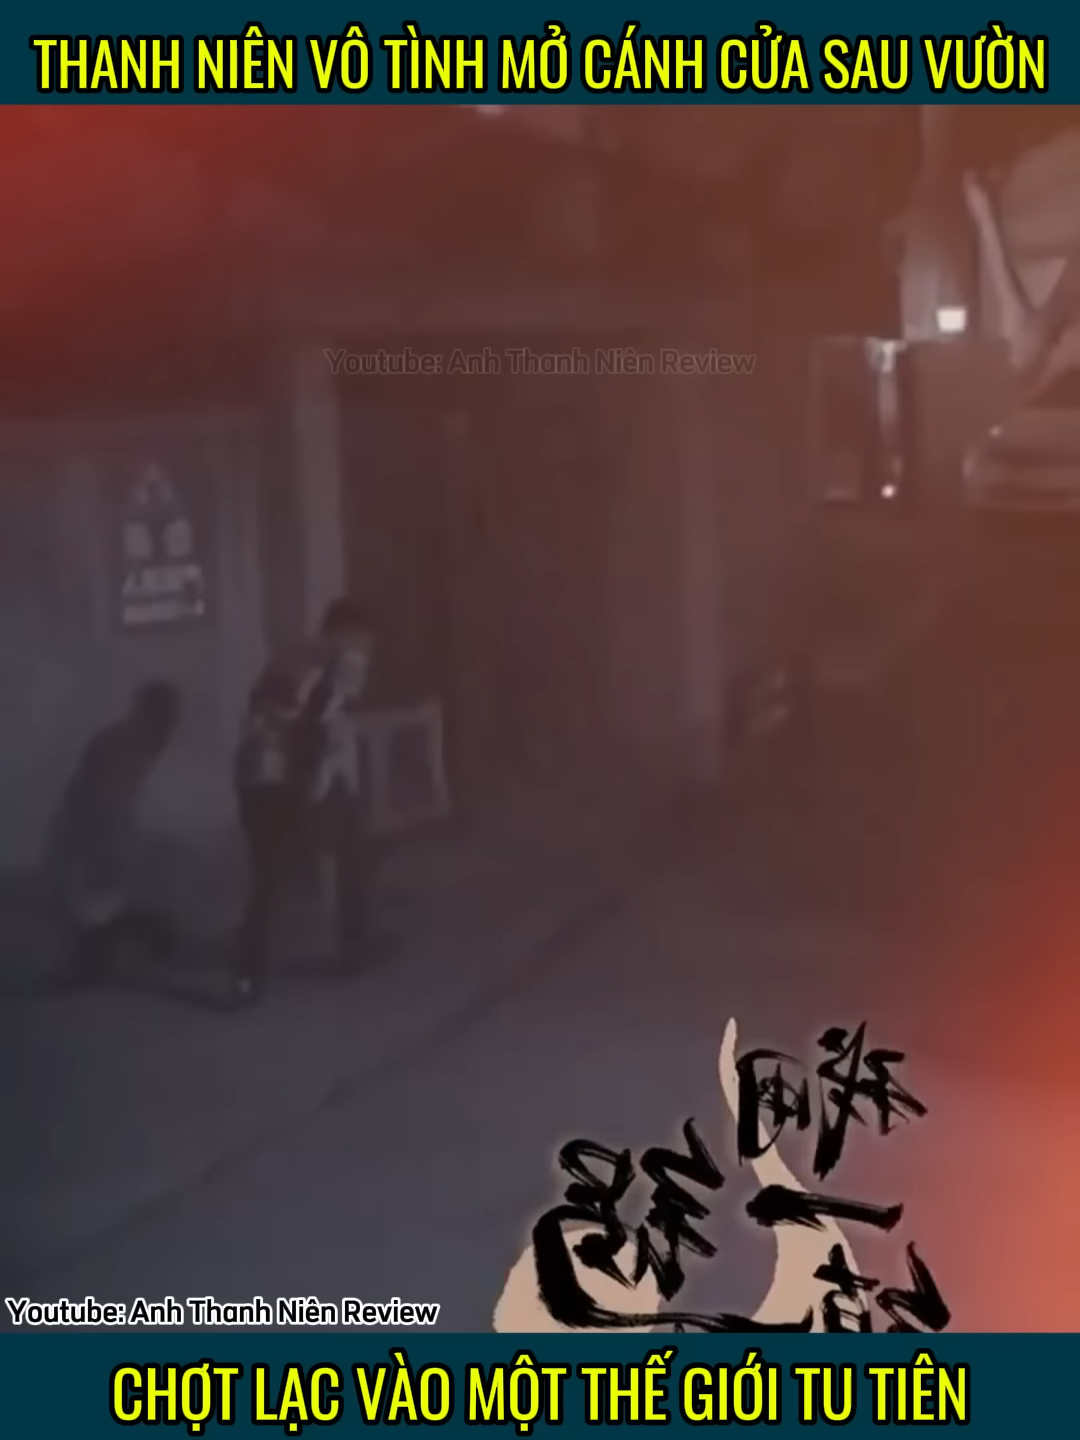 THANH NIÊN VÔ TÌNH MỞ CÁNH CỬA SAU VƯỜN
Youtube: Anh Thanh Niên Review
Youtube: Anh Thanh Niên Review
CHỢT LẠC VÀO MỘT THẾ GIỚI TU TIÊN